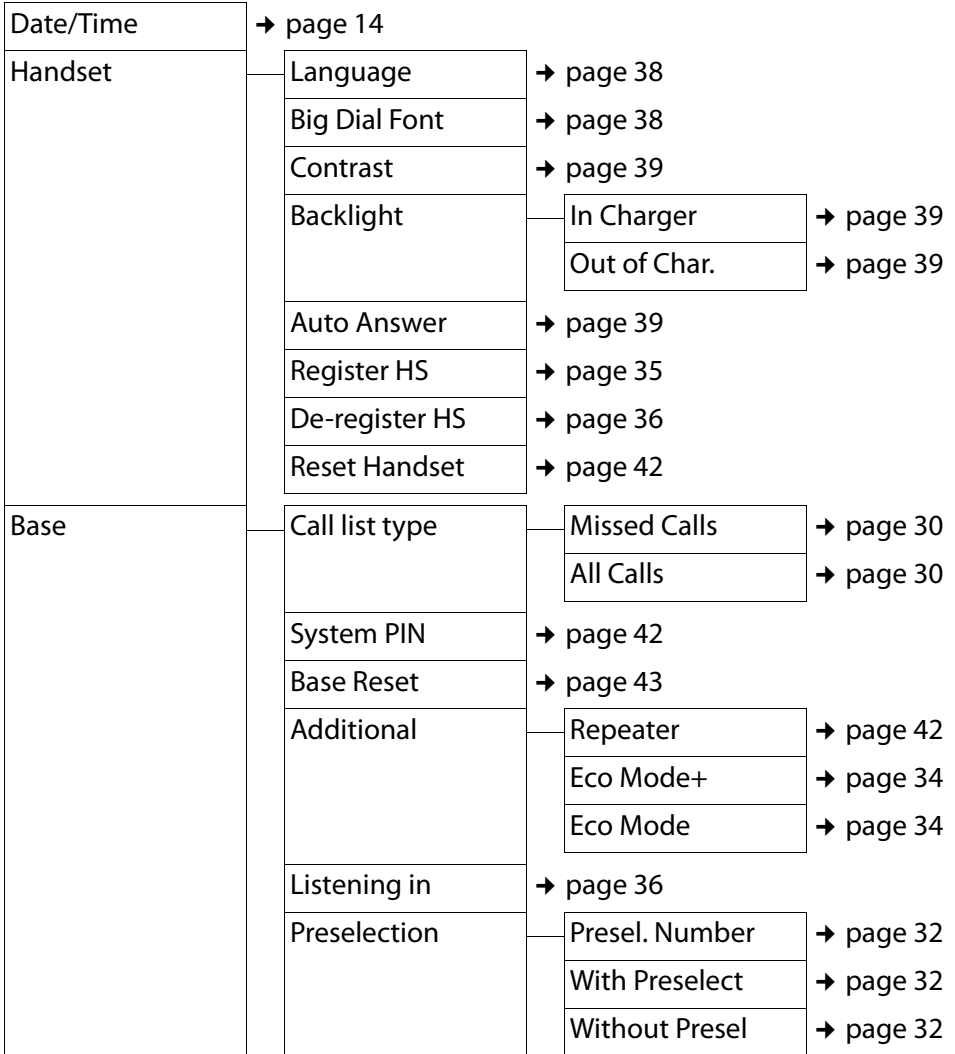 Date/Time ➔ page 14
Handset Language ➔ page 38
Big Dial Font ➔ page 38
Contrast ➔ page 39
Backlight In Charger ➔ page 39
Out of Char. ➔ page 39
Auto Answer ➔ page 39
Register HS ➔ page 35
De-register HS ➔ page 36
Reset Handset ➔ page 42
Base Call list type Missed Calls ➔ page 30
All Calls ➔ page 30
System PIN ➔ page 42
Base Reset ➔ page 43
Additional Repeater ➔ page 42
Eco Mode+ ➔ page 34
Eco Mode ➔ page 34
Listening in ➔ page 36
Preselection Presel. Number ➔ page 32
With Preselect ➔ page 32
Without Presel ➔ page 32